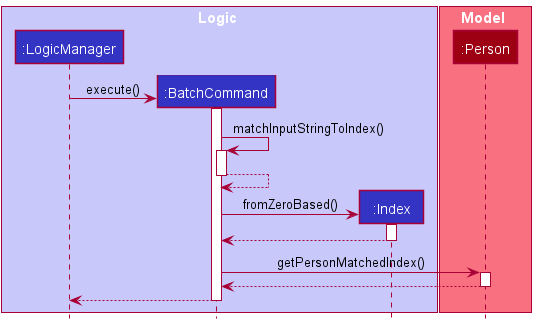 Logic
Model
:LogicManager
:Person
execute()
:BatchCommand
matchInputStringToIndex()
fromZeroBased()
:Index
getPersonMatchedIndex()